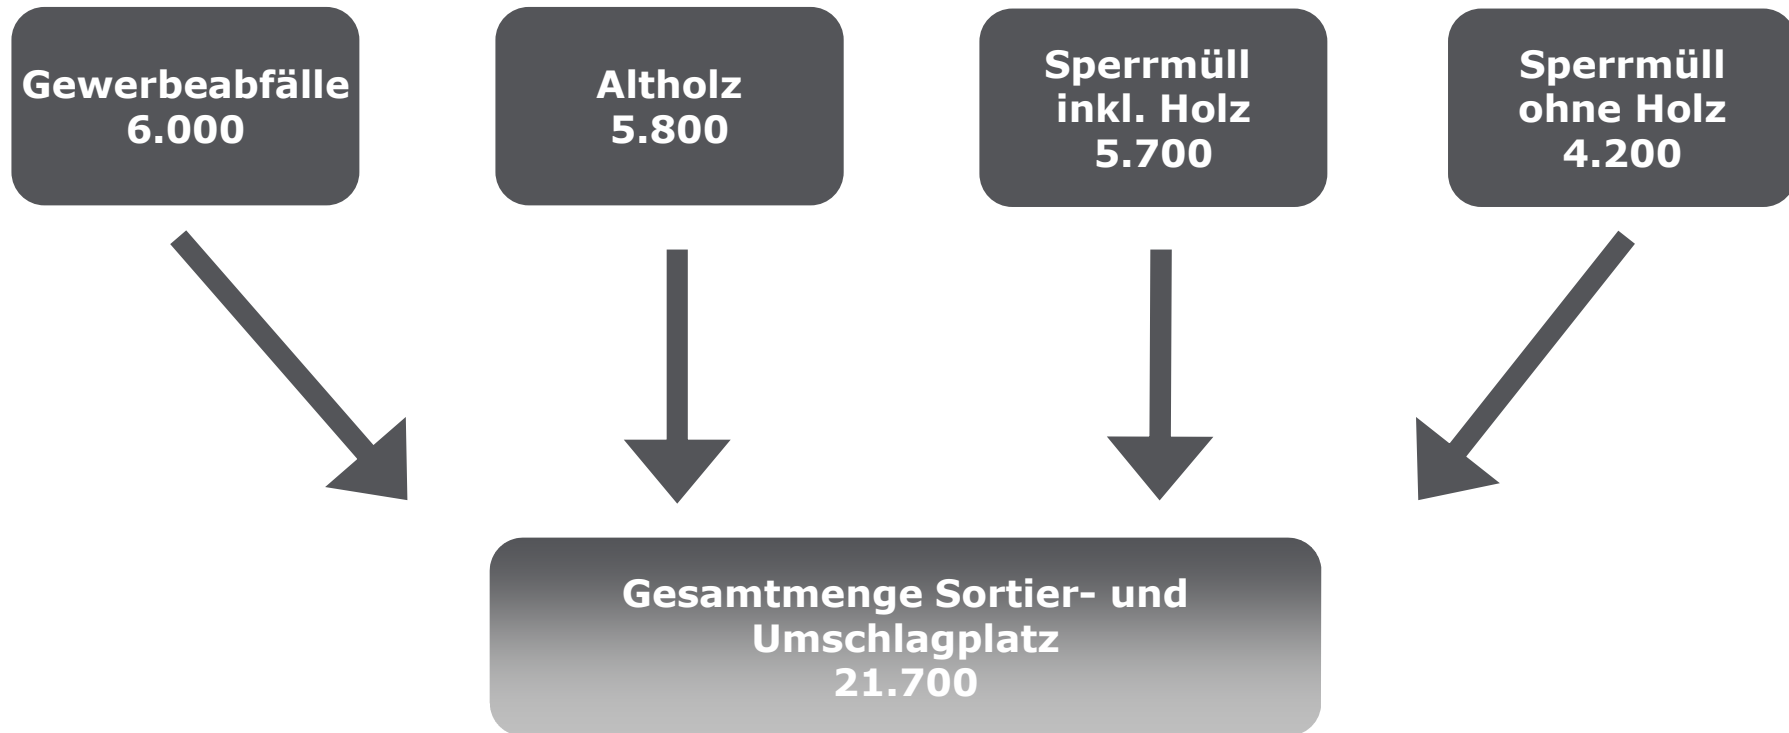 Gewerbeabfälle
6.000
Altholz
5.800
Sperrmüll
inkl. Holz
5.700
Sperrmüll
ohne Holz
4.200
Gesamtmenge Sortier- und
Umschlagplatz
21.700